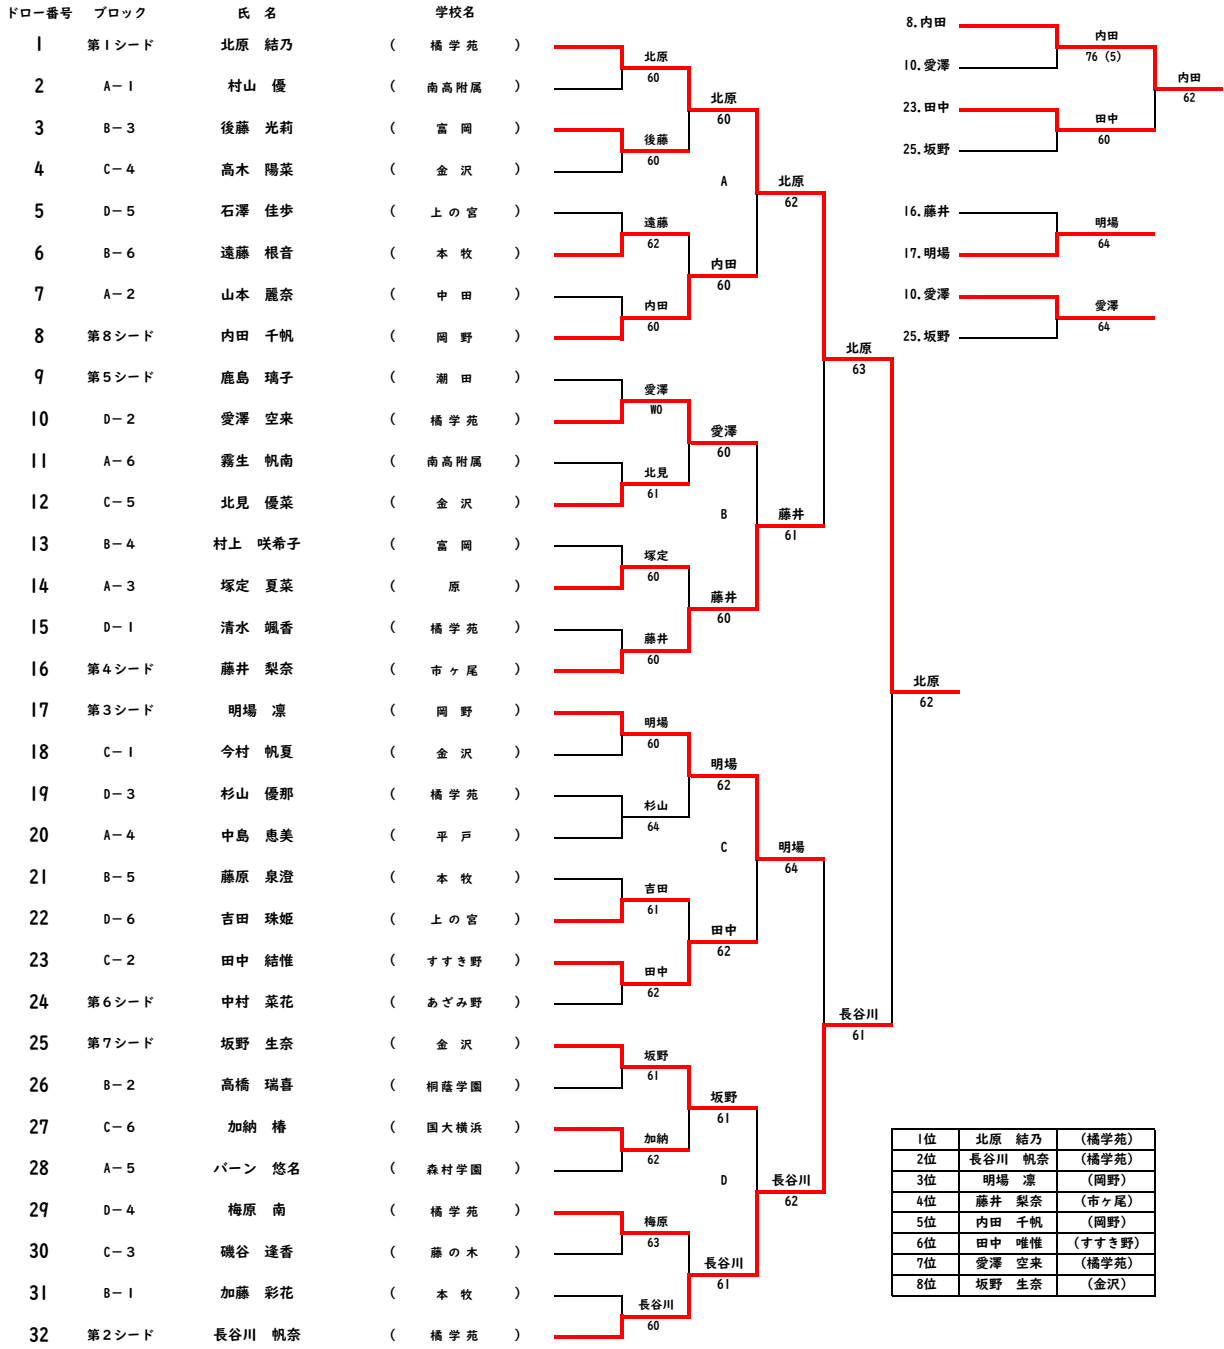 ドロー番号 ブロック 氏 名 学校名
1 第1シード 北原 結乃 ( 橘学苑 )
2 A－1 村山 優 ( 南高附属 )
3 B－3 後藤 光莉 ( 富岡 )
4 C－4 高木 陽菜 ( 金沢 )
5 D－5 石澤 佳歩 ( 上の宮 )
6 B－6 遠藤 根音 ( 本牧 )
7 A－2 山本 麗奈 ( 中田 )
8 第8シード 内田 千帆 ( 岡野 )
9 第5シード 鹿島 璃子 ( 潮田 )
10 D－2 愛澤 空来 ( 橘学苑 )
11 A－6 霧生 帆南 ( 南高附属 )
12 C－5 北見 優菜 ( 金沢 )
13 B－4 村上 咲希子 ( 富岡 )
14 A－3 塚定 夏菜 ( 原 )
15 D－1 清水 颯香 ( 橘学苑 )
16 第4シード 藤井 梨奈 ( 市ヶ尾 )
17 第3シード 明場 凛 ( 岡野 )
18 C－1 今村 帆夏 ( 金沢 )
19 D－3 杉山 優那 ( 橘学苑 )
20 A－4 中島 恵美 ( 平戸 )
21 B－5 藤原 泉澄 ( 本牧 )
22 D－6 吉田 珠姫 ( 上の宮 )
23 C－2 田中 結惟 ( すすき野 )
24 第6シード 中村 菜花 ( あざみ野 )
25 第7シード 坂野 生奈 ( 金沢 )
26 B－2 高橋 瑞喜 ( 桐蔭学園 )
27 C－6 加納 椿 ( 国大横浜 )
28 A－5 バーン 悠名 ( 森村学園 )
29 D－4 梅原 南 ( 橘学苑 )
30 C－3 磯谷 逢香 ( 藤の木 )
31 B－1 加藤 彩花 ( 本牧 )
32 第2シード 長谷川 帆奈 ( 橘学苑 )
北原
60
後藤
60
遠藤
62
内田
60
愛澤
WO
北見
61
塚定
60
藤井
60
明場
60
杉山
64
吉田
61
田中
62
坂野
61
加納
62
梅原
63
長谷川
60
北原
60
A
内田
60
愛澤
60
B
藤井
60
明場
62
C
田中
62
坂野
61
D
長谷川
61
北原
62
藤井
61
明場
64
長谷川
62
北原
63
長谷川
61
北原
62
8.内田
10.愛澤
23.田中
25.坂野
内田
76 (5)
田中
60
内田
62
16.藤井
17.明場
明場
64
10.愛澤
25.坂野
愛澤
64
1位 北原 結乃 (橘学苑)
2位 長谷川 帆奈 (橘学苑)
3位 明場 凛 (岡野)
4位 藤井 梨奈 (市ヶ尾)
5位 内田 千帆 (岡野)
6位 田中 唯惟 (すすき野)
7位 愛澤 空来 (橘学苑)
8位 坂野 生奈 (金沢)